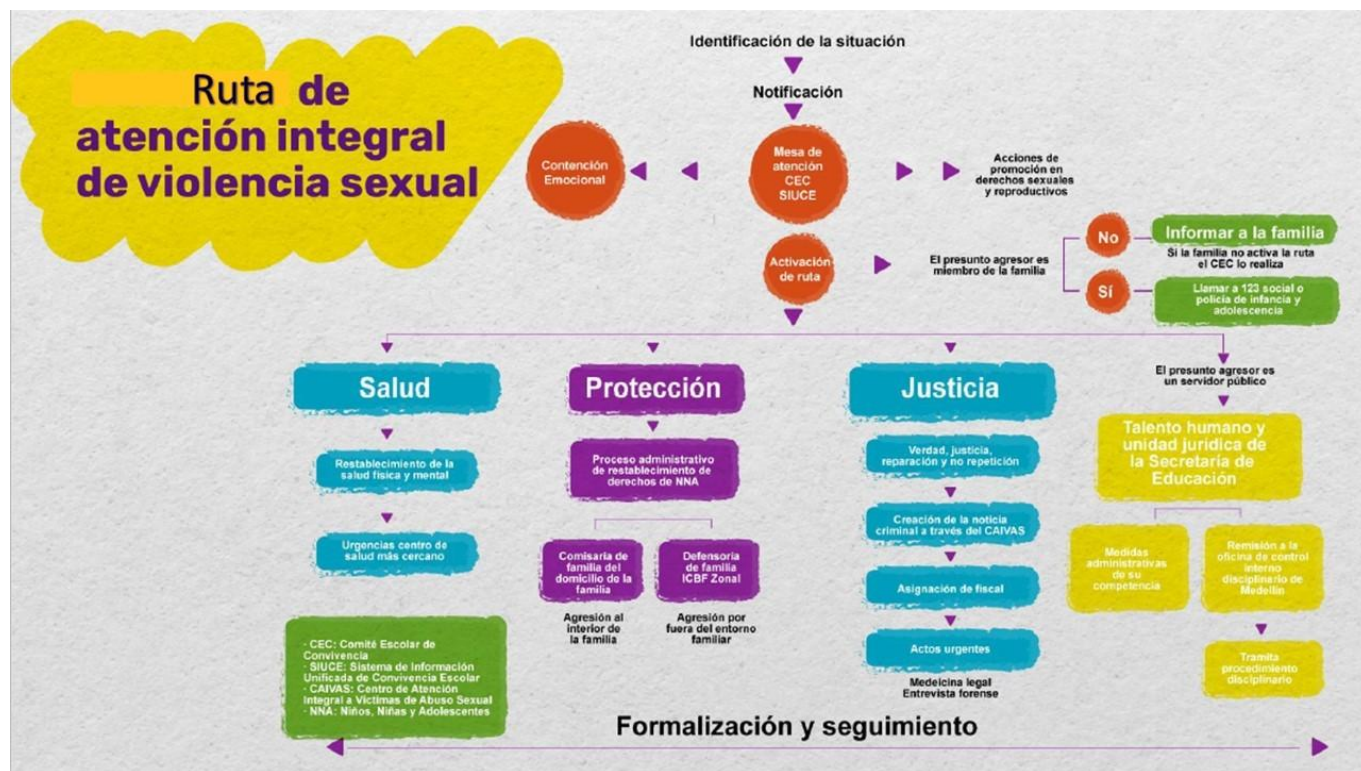 Ruta de
atención integral
de violencia sexual
Identificación de la situación
Notificación
Contención
Emocional
Mesa de
atención
CEC
SIUCE
Acciones de
promoción en
derechos sexuales
y reproductivos
Activación
de ruta
El presunto agresor es
miembro de la familia
No
Informar a la familia
Si la familia no activa la ruta
el CEC lo realiza
Sí
Llamar a 123 social o
policía de infancia y
adolescencia
Salud
Restablecimiento de la
salud física y mental
Urgencias centro de
salud más cercano
Protección
Proceso administrativo
de restablecimiento de
derechos de NNA
Comisaría de
familia del
domicilio de la
familia
Agresión al
interior de
la familia
Defensoría
de familia
ICBF Zonal
Agresión por
fuera del entorno
familiar
Justicia
Verdad, justicia,
reparación y no repetición
Creación de la noticia
criminal a través del CAIVAS
Asignación de fiscal
Actos urgentes
Medeicina legal
Entrevista forense
El presunto agresor es
un servidor público
Talento humano y
unidad jurídica de
la Secretaría de
Educación
Medidas
administrativas
de su
competencia
Remisión a la
oficina de control
interno
disciplinario de
Medellín
Tramita
procedimiento
disciplinario
· CEC: Comité Escolar de
Convivencia
· SIUCE: Sistema de Información
Unificada de Convivencia Escolar
· CAIVAS: Centro de Atención
Integral a Víctimas de Abuso Sexual
· NNA: Niños, Niñas y Adolescentes
Formalización y seguimiento